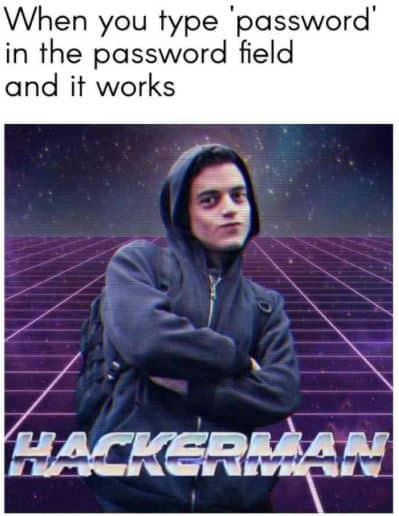 When you type 'password'
in the password field
and it works
HACKERMAN